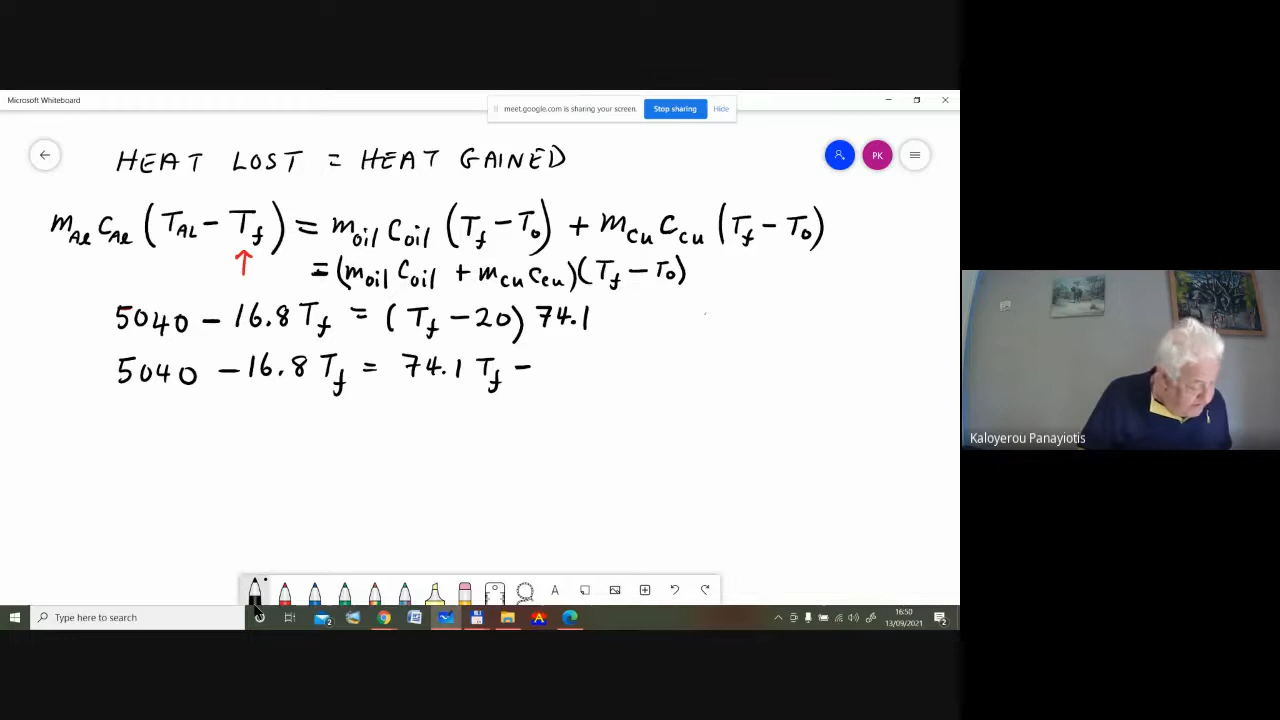 Microsoft Whiteboard
meet.google.com is sharing your screen. Stop sharing Hide
HEAT LOST = HEAT GAINED
PK
m_Al C_Al (T_AL - T_f) = m_oil C_oil (T_f - T_0) + m_cu C_cu (T_f - T_0)
= (m_oil C_oil + m_cu C_cu)(T_f - T_0)
5040 - 16.8 T_f = (T_f - 20) 74.1
5040 - 16.8 T_f = 74.1 T_f -
Kaloyerou Panayiotis
A
Type here to search
2
16:50
13/09/2021
2